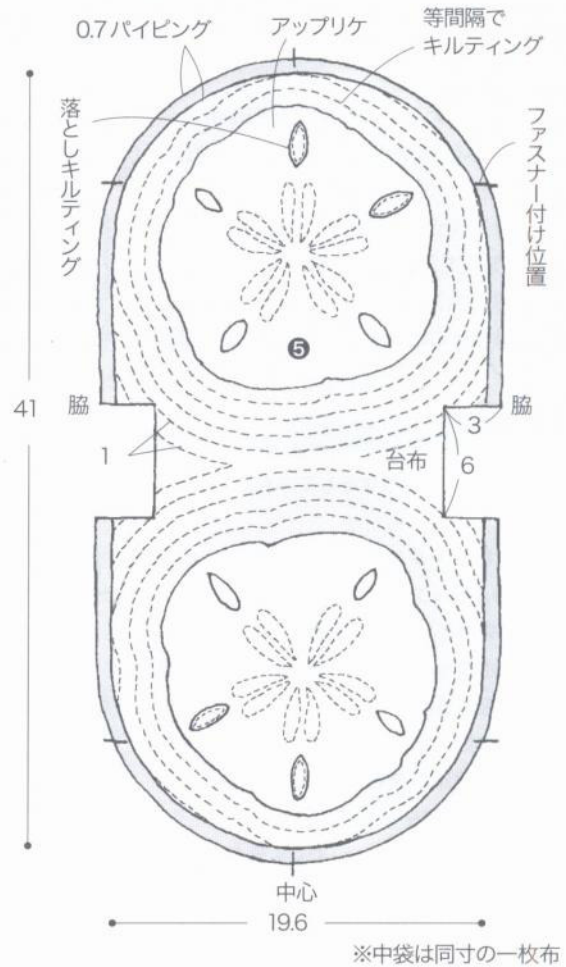 0.7パイピング
アップリケ
等間隔で
キルティング
落としキルティング
ファスナー付け位置
❺
41
脇
脇
3
1
台布
6
中心
19.6
※中袋は同寸の一枚布